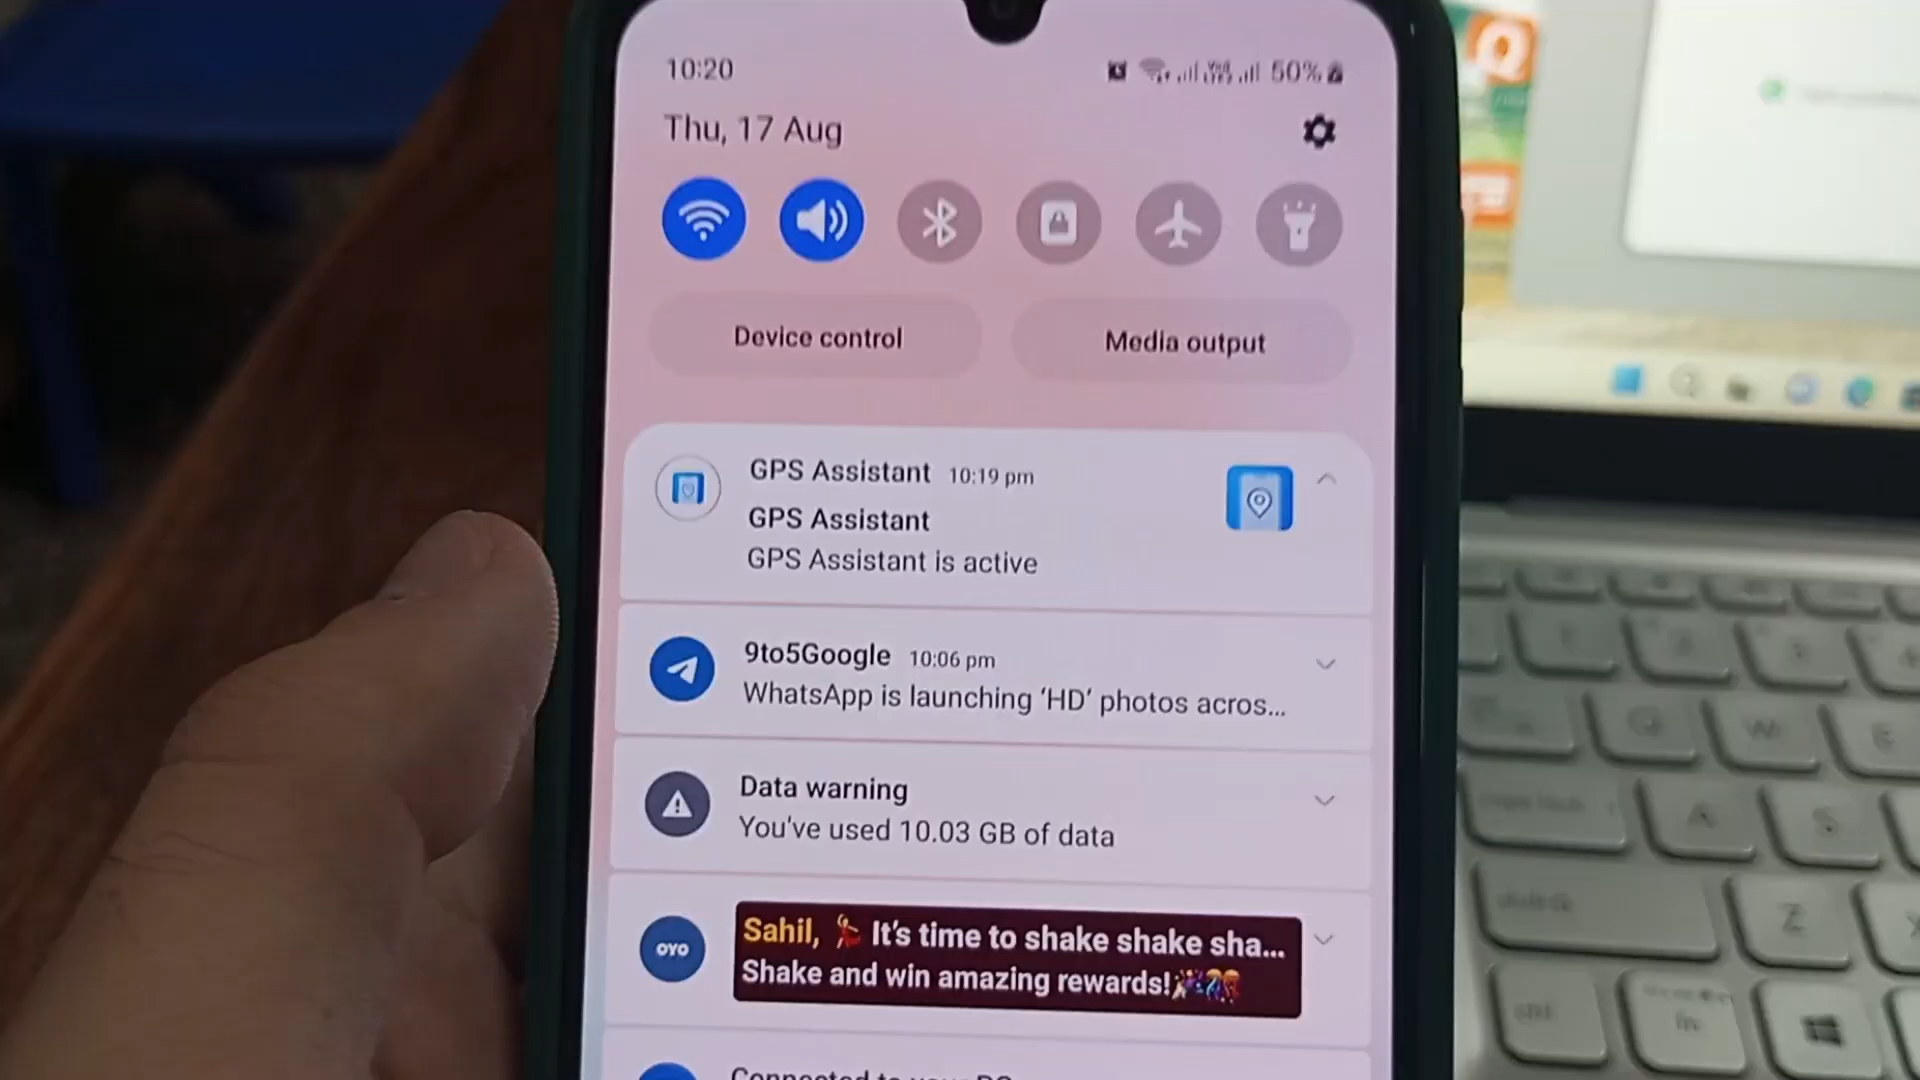 10:20
50%
Thu, 17 Aug
Device control
Media output
GPS Assistant 10:19 pm
GPS Assistant
GPS Assistant is active
9to5Google 10:06 pm
WhatsApp is launching ‘HD’ photos acros...
Data warning
You've used 10.03 GB of data
OYO
Sahil, It's time to shake shake sha...
Shake and win amazing rewards!
Q
Q
W
E
A
S
Z
fn